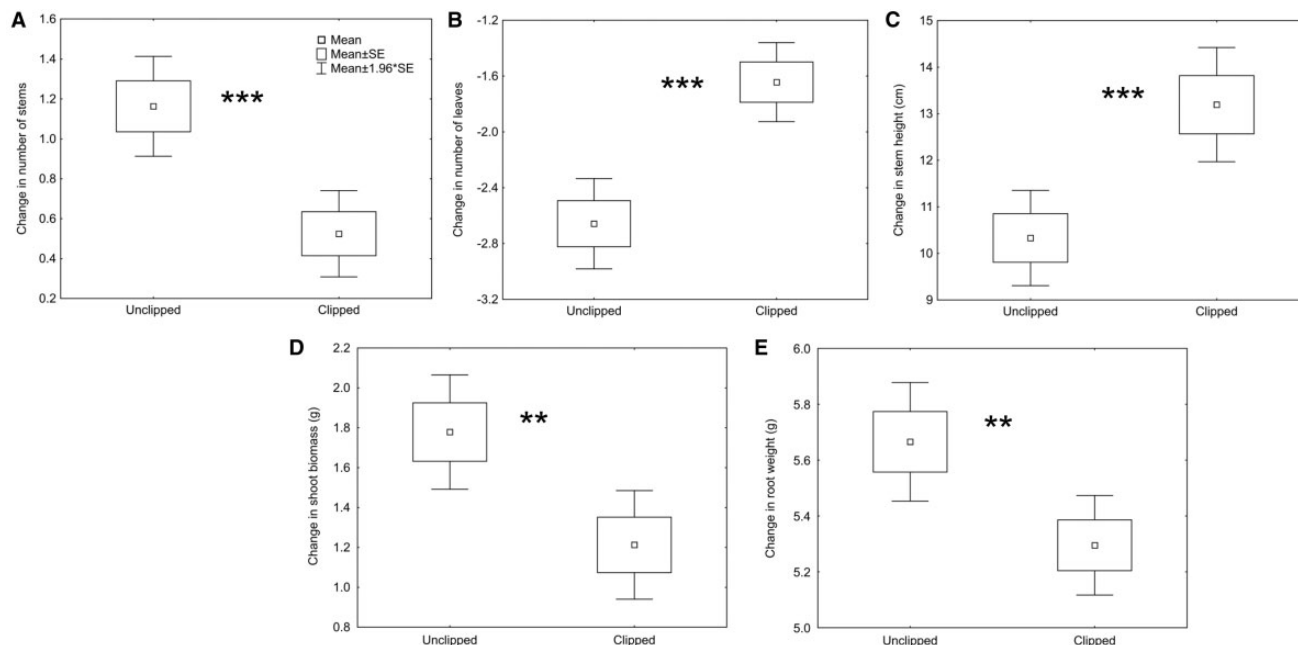 A
Change in number of stems
1.6
1.4
1.2
1.0
0.8
0.6
0.4
0.2
Mean
Mean±SE
Mean±1.96*SE
***
Unclipped
Clipped
B
Change in number of leaves
-1.2
-1.6
-2.0
-2.4
-2.8
-3.2
***
Unclipped
Clipped
C
Change in stem height (cm)
15
14
13
12
11
10
9
***
Unclipped
Clipped
D
Change in shoot biomass (g)
2.2
2.0
1.8
1.6
1.4
1.2
1.0
0.8
**
Unclipped
Clipped
E
Change in root weight (g)
6.0
5.8
5.6
5.4
5.2
5.0
**
Unclipped
Clipped